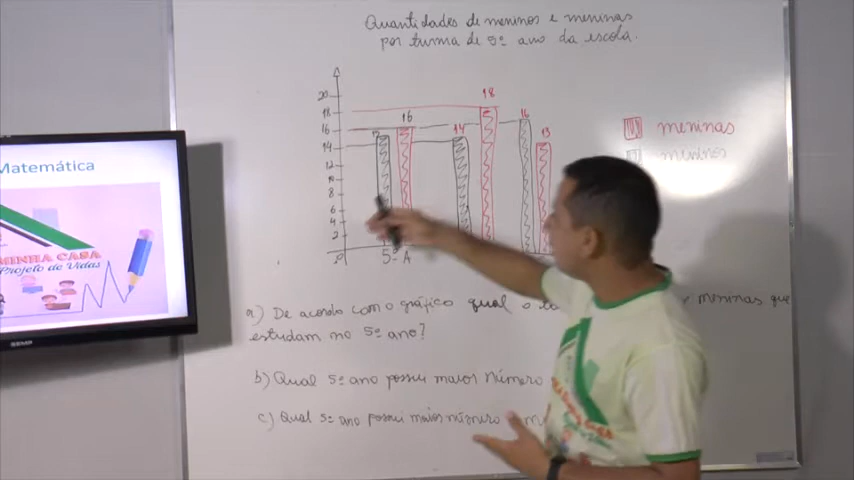 Quantidades de meninos e meninas
por turma de 5º ano da escola.
20
18
16
14
12
10
8
6
4
2
0
15
16
14
18
16
13
5º A
meninas
meninos
a) De acordo com o gráfico qual o meninas que
estudam no 5º ano?
b) Qual 5º ano possui maior número
c) Qual 5º ano possui maior número
Matemática
MINHA CASA
Projeto de Vidas